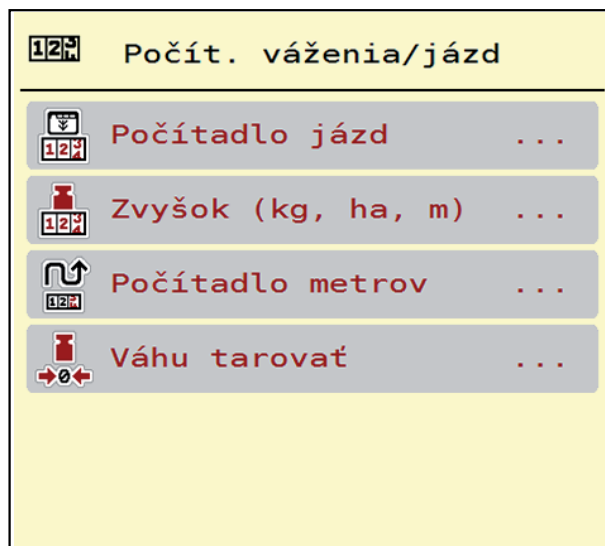 Počít. váženia/jázd
Počítadlo jázd ...
Zvyšok (kg, ha, m) ...
Počítadlo metrov ...
Váhu tarovať ...